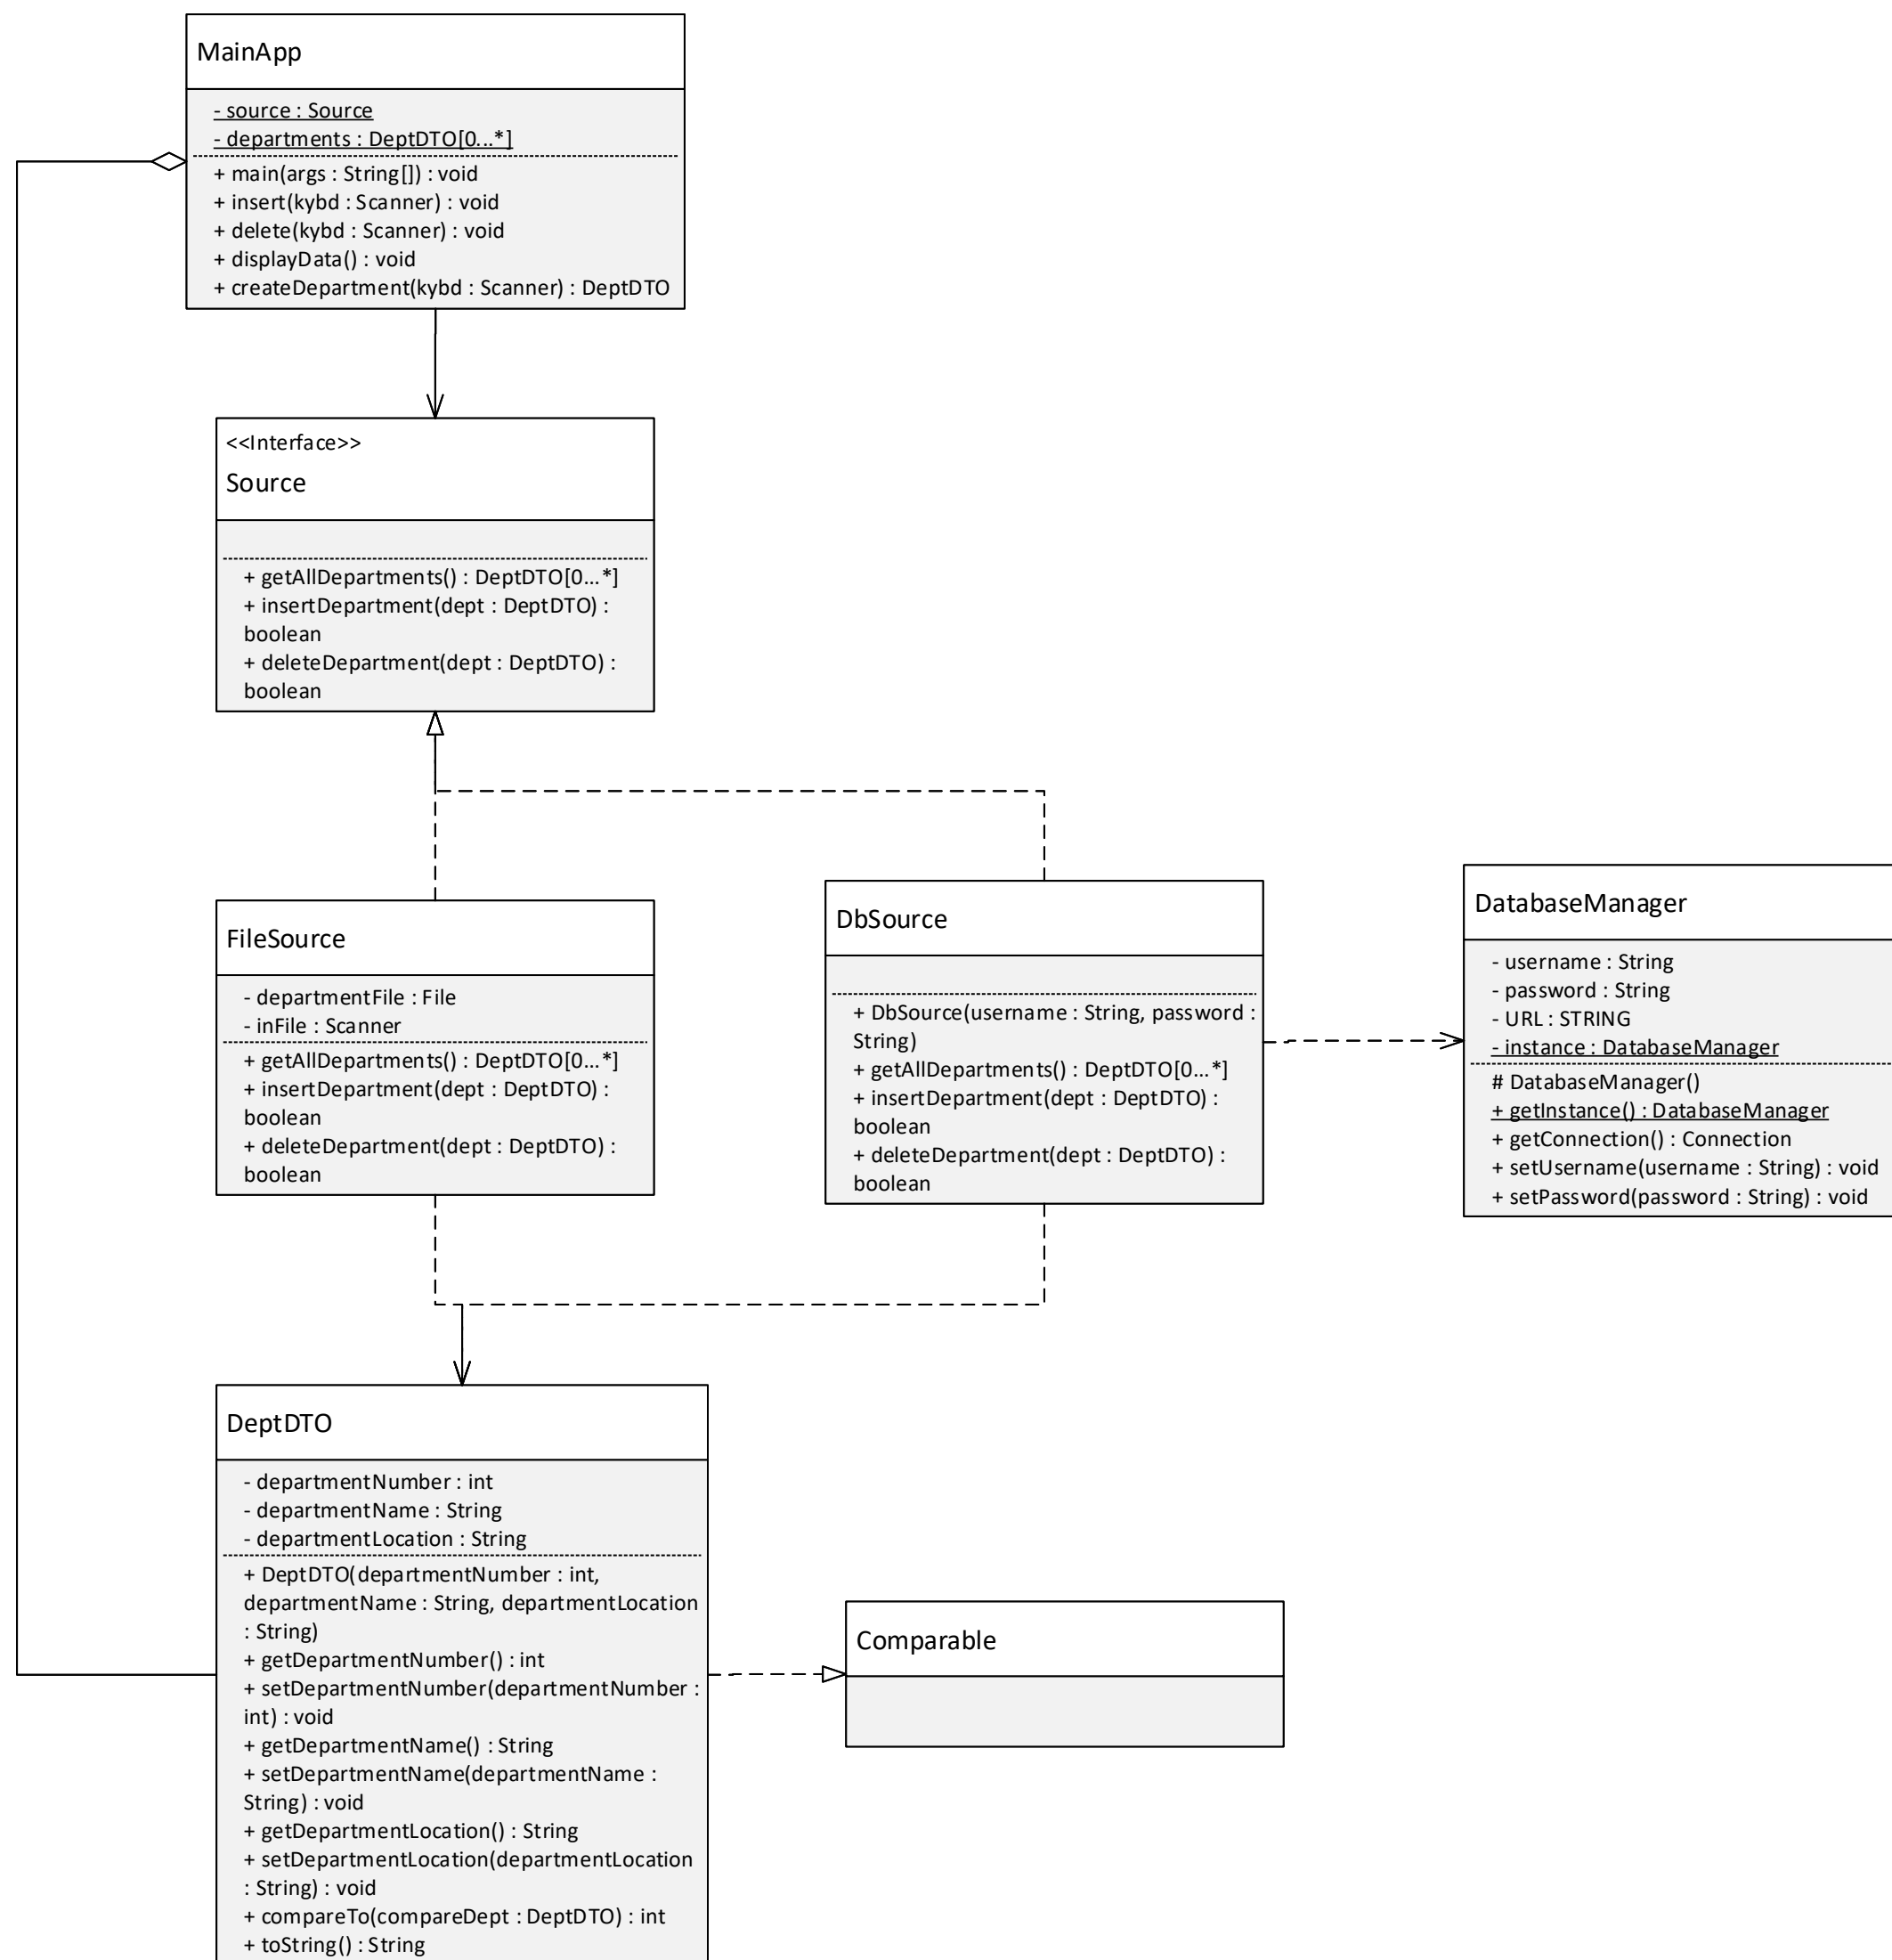 MainApp
- source : Source
- departments : DeptDTO[0...*]
+ main(args : String[]) : void
+ insert(kybd : Scanner) : void
+ delete(kybd : Scanner) : void
+ displayData() : void
+ createDepartment(kybd : Scanner) : DeptDTO
<<Interface>>
Source
+ getAllDepartments() : DeptDTO[0...*]
+ insertDepartment(dept : DeptDTO) :
boolean
+ deleteDepartment(dept : DeptDTO) :
boolean
FileSource
- departmentFile : File
- inFile : Scanner
+ getAllDepartments() : DeptDTO[0...*]
+ insertDepartment(dept : DeptDTO) :
boolean
+ deleteDepartment(dept : DeptDTO) :
boolean
DbSource
+ DbSource(username : String, password :
String)
+ getAllDepartments() : DeptDTO[0...*]
+ insertDepartment(dept : DeptDTO) :
boolean
+ deleteDepartment(dept : DeptDTO) :
boolean
DatabaseManager
- username : String
- password : String
- URL : STRING
- instance : DatabaseManager
# DatabaseManager()
+ getInstance() : DatabaseManager
+ getConnection() : Connection
+ setUsername(username : String) : void
+ setPassword(password : String) : void
DeptDTO
- departmentNumber : int
- departmentName : String
- departmentLocation : String
+ DeptDTO(departmentNumber : int,
departmentName : String, departmentLocation
: String)
+ getDepartmentNumber() : int
+ setDepartmentNumber(departmentNumber :
int) : void
+ getDepartmentName() : String
+ setDepartmentName(departmentName :
String) : void
+ getDepartmentLocation() : String
+ setDepartmentLocation(departmentLocation
: String) : void
+ compareTo(compareDept : DeptDTO) : int
+ toString() : String
Comparable